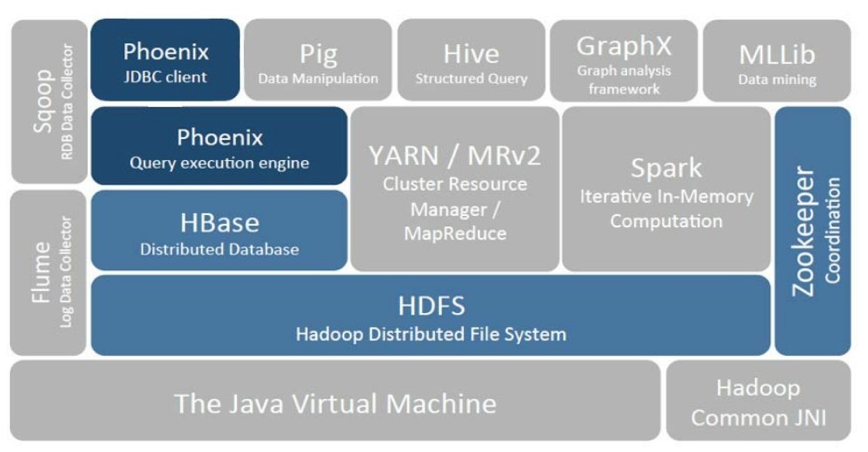 Sqoop
RDB Data Collector
Phoenix
JDBC client
Pig
Data Manipulation
Hive
Structured Query
GraphX
Graph analysis
framework
MLLib
Data mining
Phoenix
Query execution engine
YARN / MRv2
Cluster Resource
Manager /
MapReduce
Spark
Iterative In-Memory
Computation
Zookeeper
Coordination
Flume
Log Data Collector
HBase
Distributed Database
HDFS
Hadoop Distributed File System
The Java Virtual Machine
Hadoop
Common JNI